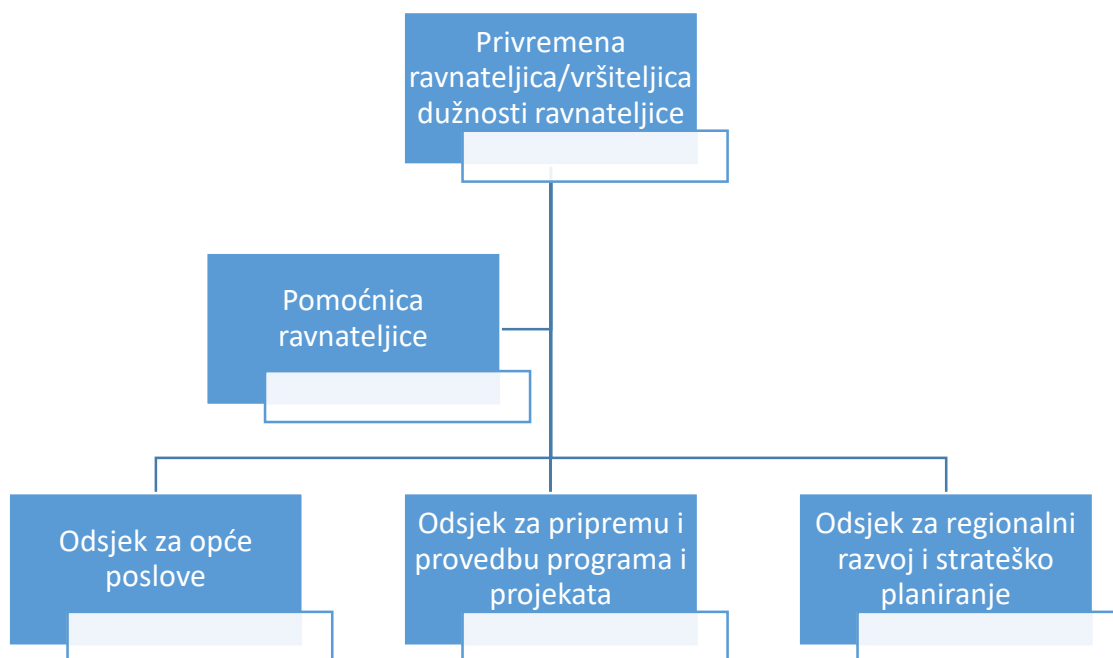 Privremena
ravnateljica/vršiteljica
dužnosti ravnateljice
Pomoćnica
ravnateljice
Odsjek za opće
poslove
Odsjek za pripremu i
provedbu programa i
projekata
Odsjek za regionalni
razvoj i strateško
planiranje